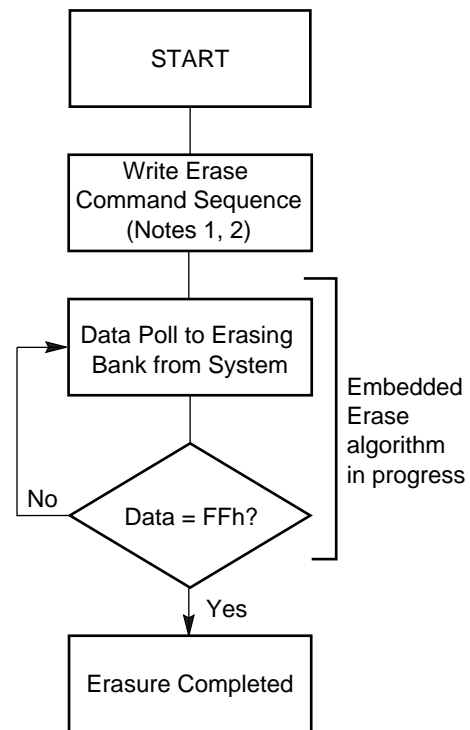 START
Write Erase
Command Sequence
(Notes 1, 2)
Data Poll to Erasing
Bank from System
Embedded
Erase
algorithm
in progress
No
Data = FFh?
Yes
Erasure Completed